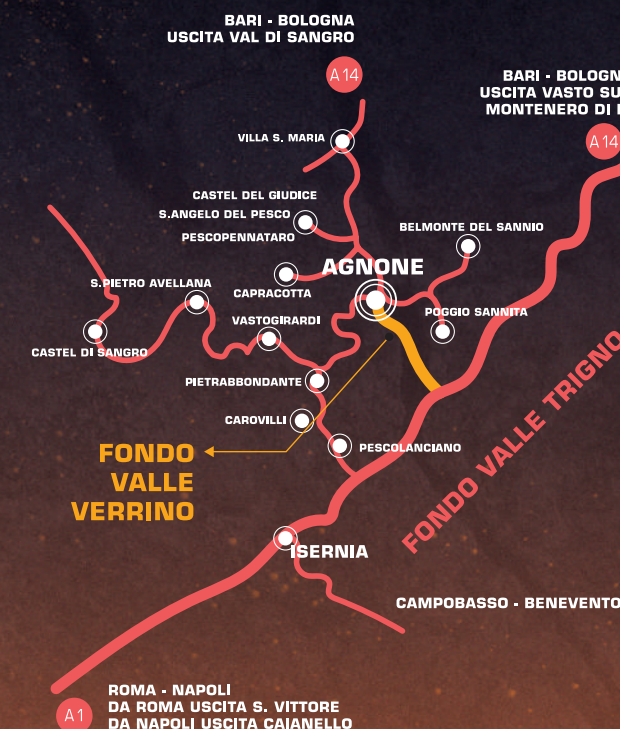 BARI - BOLOGNA
USCITA VAL DI SANGRO
A14
BARI - BOLOGN
USCITA VASTO SU
MONTENERO DI
A14
VILLA S. MARIA
CASTEL DEL GIUDICE
S.ANGELO DEL PESCO
PESCOPENNATARO
BELMONTE DEL SANNIO
AGNONE
S.PIETRO AVELLANA
CAPRACOTTA
VASTOGIRARDI
POGGIO SANNITA
CASTEL DI SANGRO
PIETRABBONDANTE
CAROVILLI
PESCOLANCIANO
FONDO
VALLE
VERRINO
FONDO VALLE TRIGNO
ISERNIA
CAMPOBASSO - BENEVENTO
ROMA - NAPOLI
DA ROMA USCITA S. VITTORE
DA NAPOLI USCITA CAIANELLO
A1